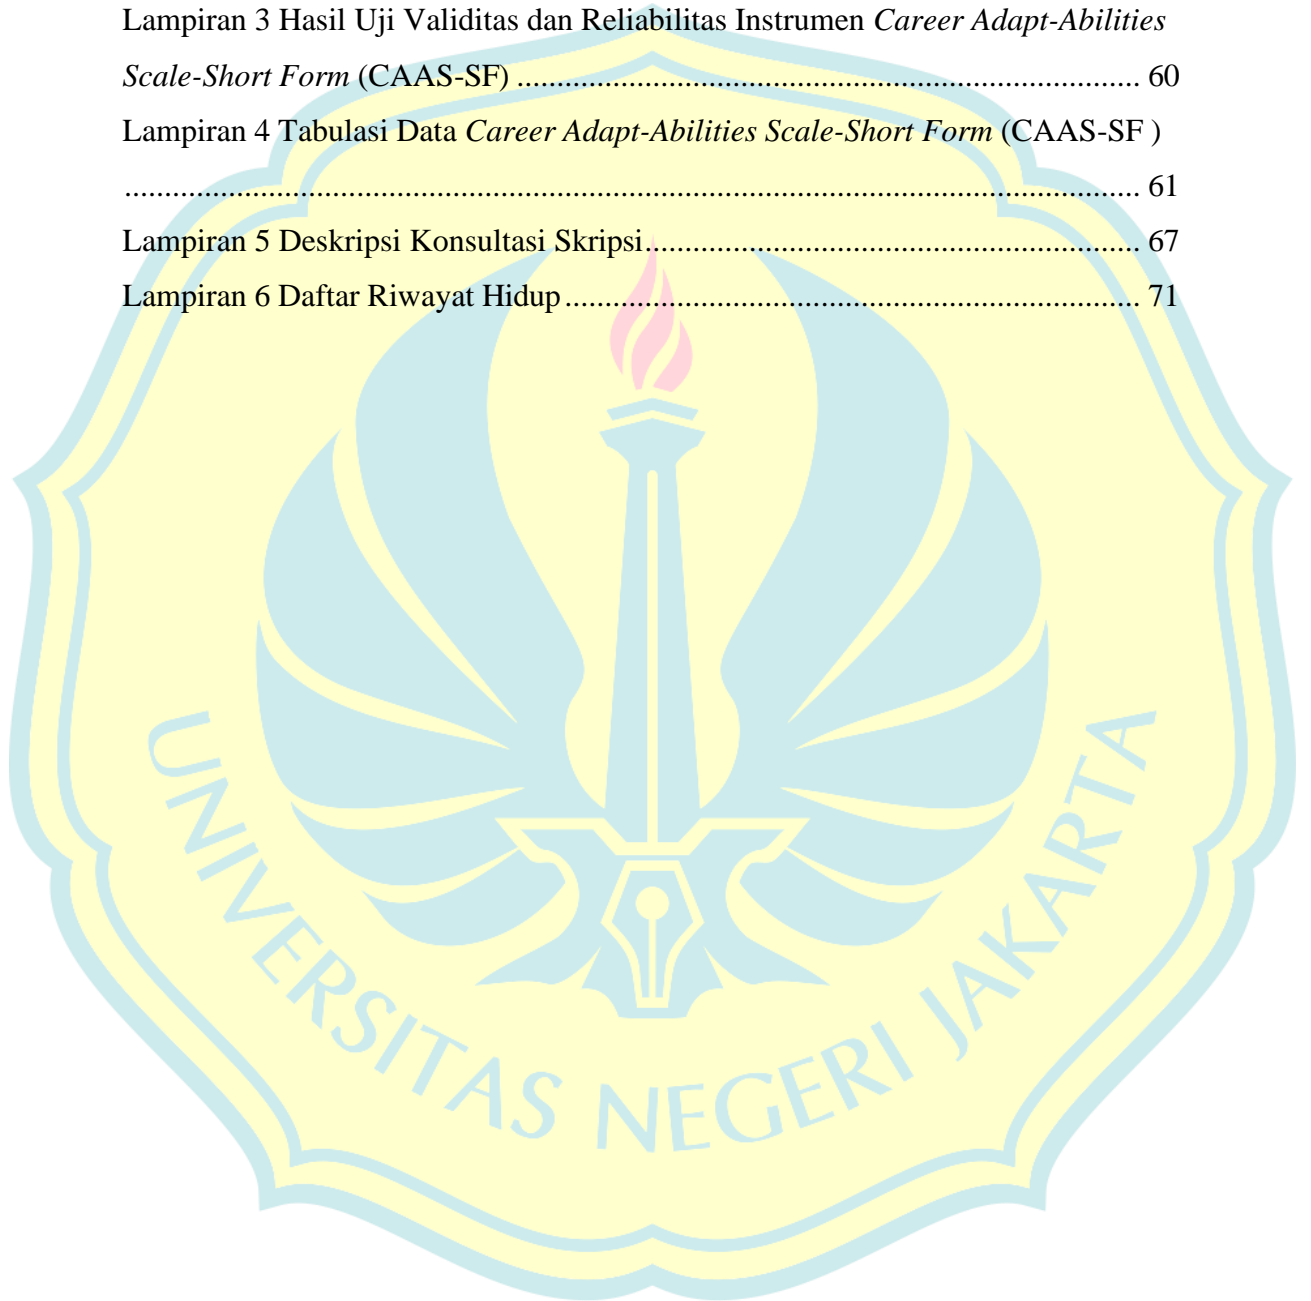 Lampiran 3 Hasil Uji Validitas dan Reliabilitas Instrumen Career Adapt-Abilities
Scale-Short Form (CAAS-SF) .............................................................................. 60
Lampiran 4 Tabulasi Data Career Adapt-Abilities Scale-Short Form (CAAS-SF )
............................................................................................................................... 61
Lampiran 5 Deskripsi Konsultasi Skripsi.............................................................. 67
Lampiran 6 Daftar Riwayat Hidup........................................................................ 71
UNIVERSITAS NEGERI JAKARTA